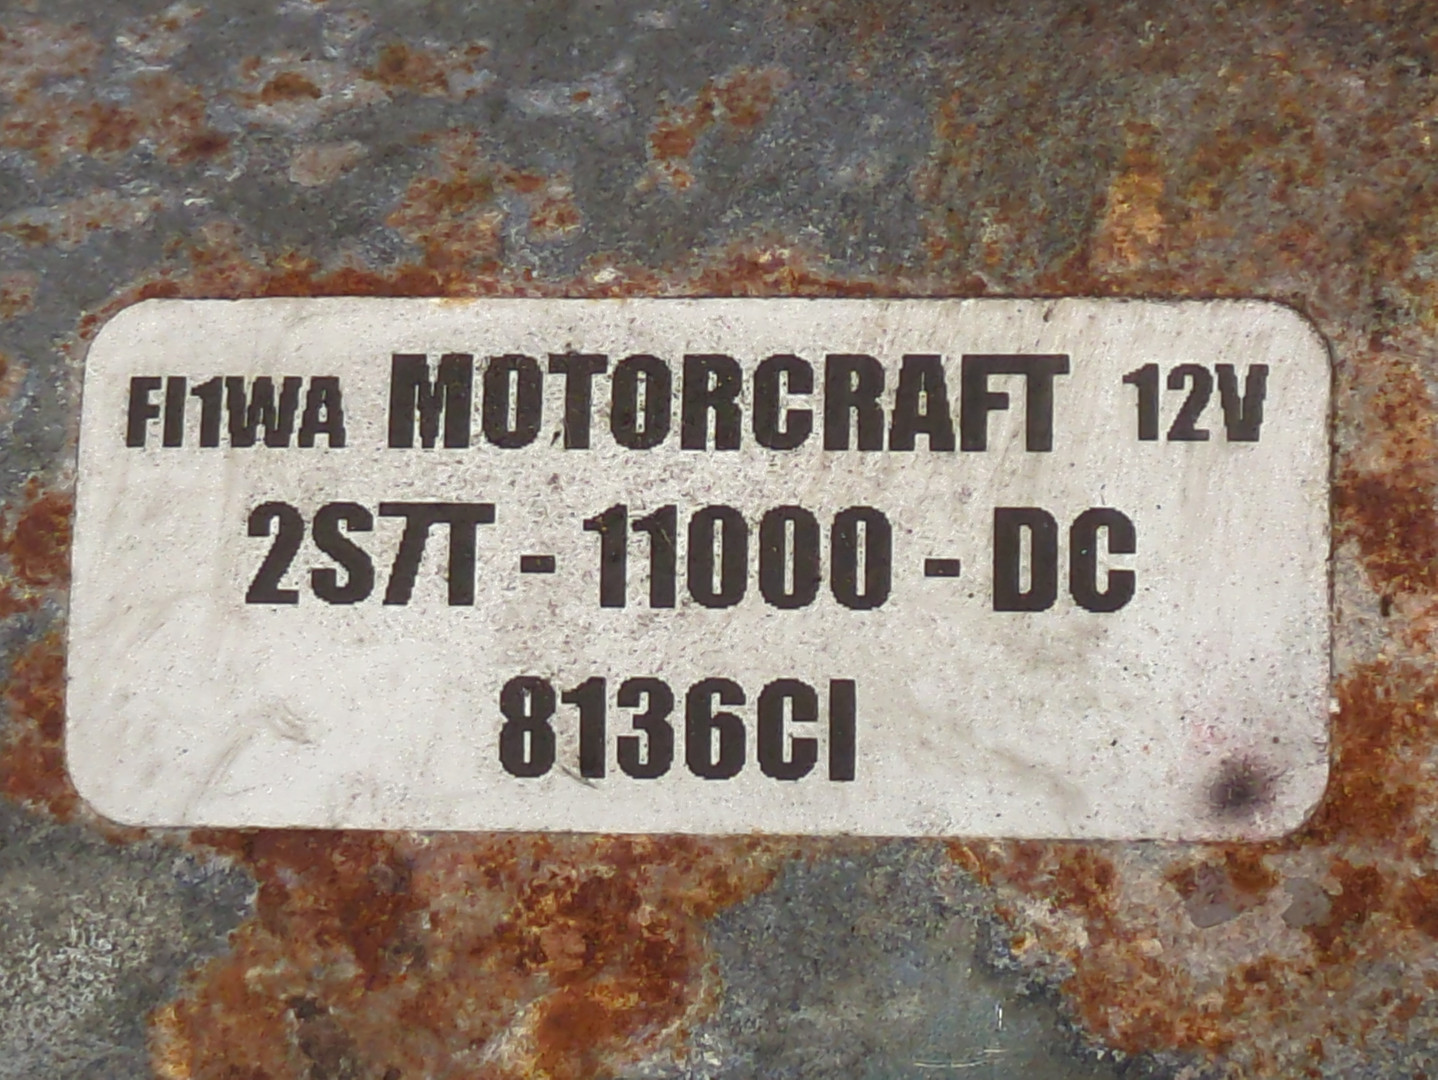 FI1WA MOTORCRAFT 12V
2S7T - 11000 - DC
8136CI